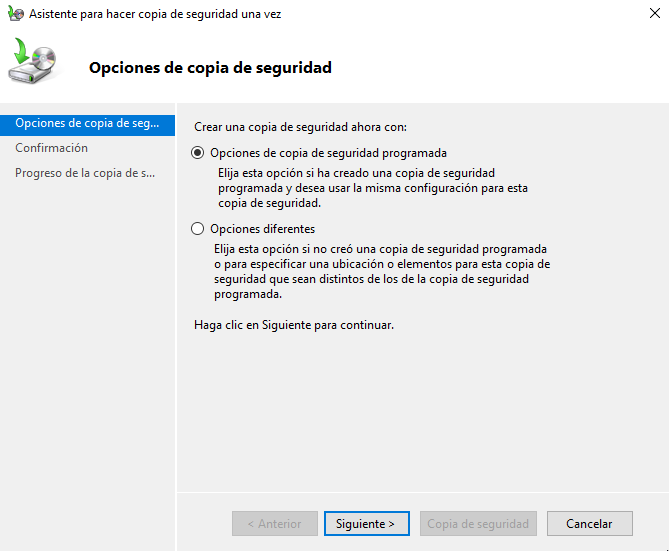 Asistente para hacer copia de seguridad una vez
Opciones de copia de seguridad
Opciones de copia de seg...
Confirmación
Progreso de la copia de s...
Crear una copia de seguridad ahora con:
Opciones de copia de seguridad programada
Elija esta opción si ha creado una copia de seguridad
programada y desea usar la misma configuración para esta
copia de seguridad.
Opciones diferentes
Elija esta opción si no creó una copia de seguridad programada
o para especificar una ubicación o elementos para esta copia de
seguridad que sean distintos de los de la copia de seguridad
programada.
Haga clic en Siguiente para continuar.
< Anterior
Siguiente >
Copia de seguridad
Cancelar